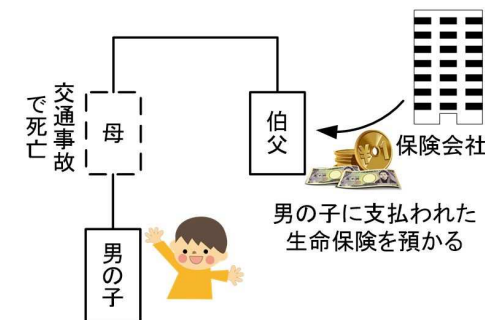 交通事故
で死亡
母
伯父
保険会社
男の子に支払われた
生命保険を預かる
男の子